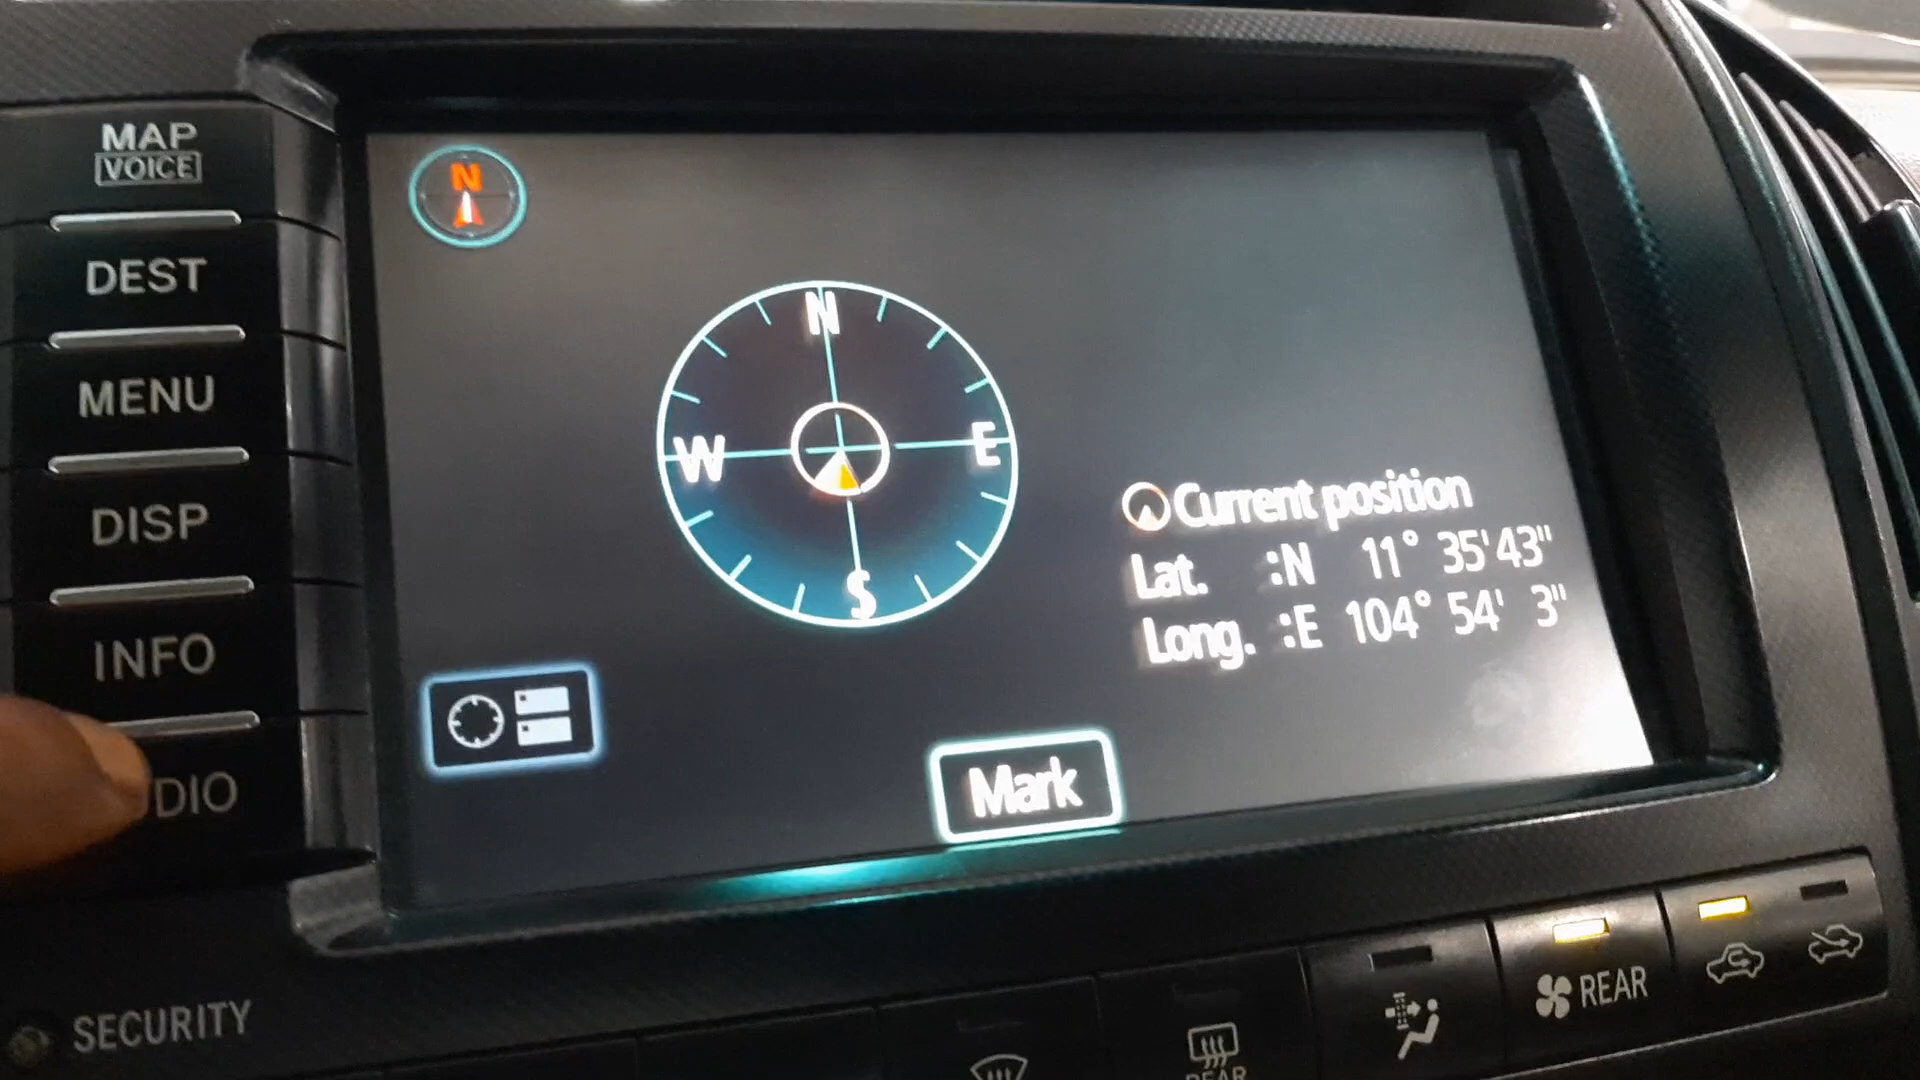 MAP
VOICE
DEST
MENU
DISP
INFO
DIO
SECURITY
N
N
W
E
S
Current position
Lat. :N 11° 35'43"
Long. :E 104° 54' 3"
Mark
REAR
REAR